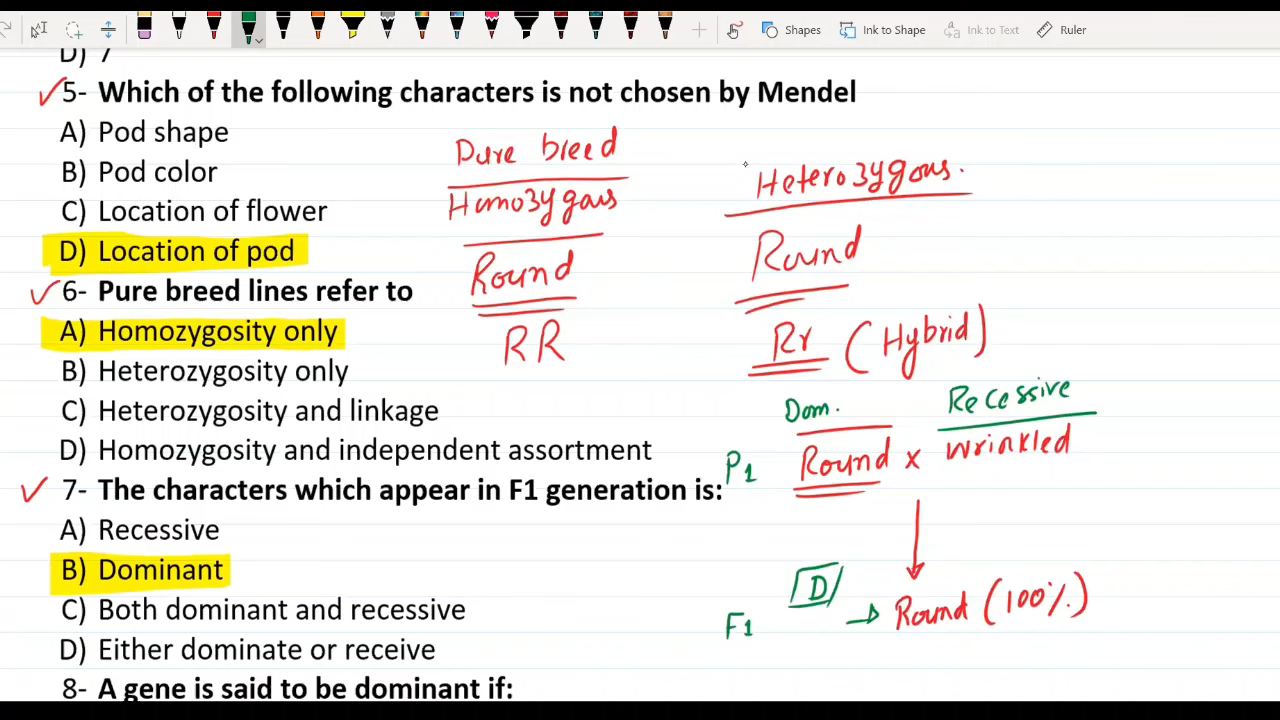 Shapes
Ink to Shape
Ink to Text
Ruler
D) 7
5- Which of the following characters is not chosen by Mendel
A) Pod shape
B) Pod color
C) Location of flower
D) Location of pod
6- Pure breed lines refer to
A) Homozygosity only
B) Heterozygosity only
C) Heterozygosity and linkage
D) Homozygosity and independent assortment
7- The characters which appear in F1 generation is:
A) Recessive
B) Dominant
C) Both dominant and recessive
D) Either dominate or receive
8- A gene is said to be dominant if:
Pure breed
Homozygous
Round
RR
Heterozygous.
Round
Rr (Hybrid)
Dom. Recessive
P1 Round x wrinkled
D
F1 → Round (100%.)